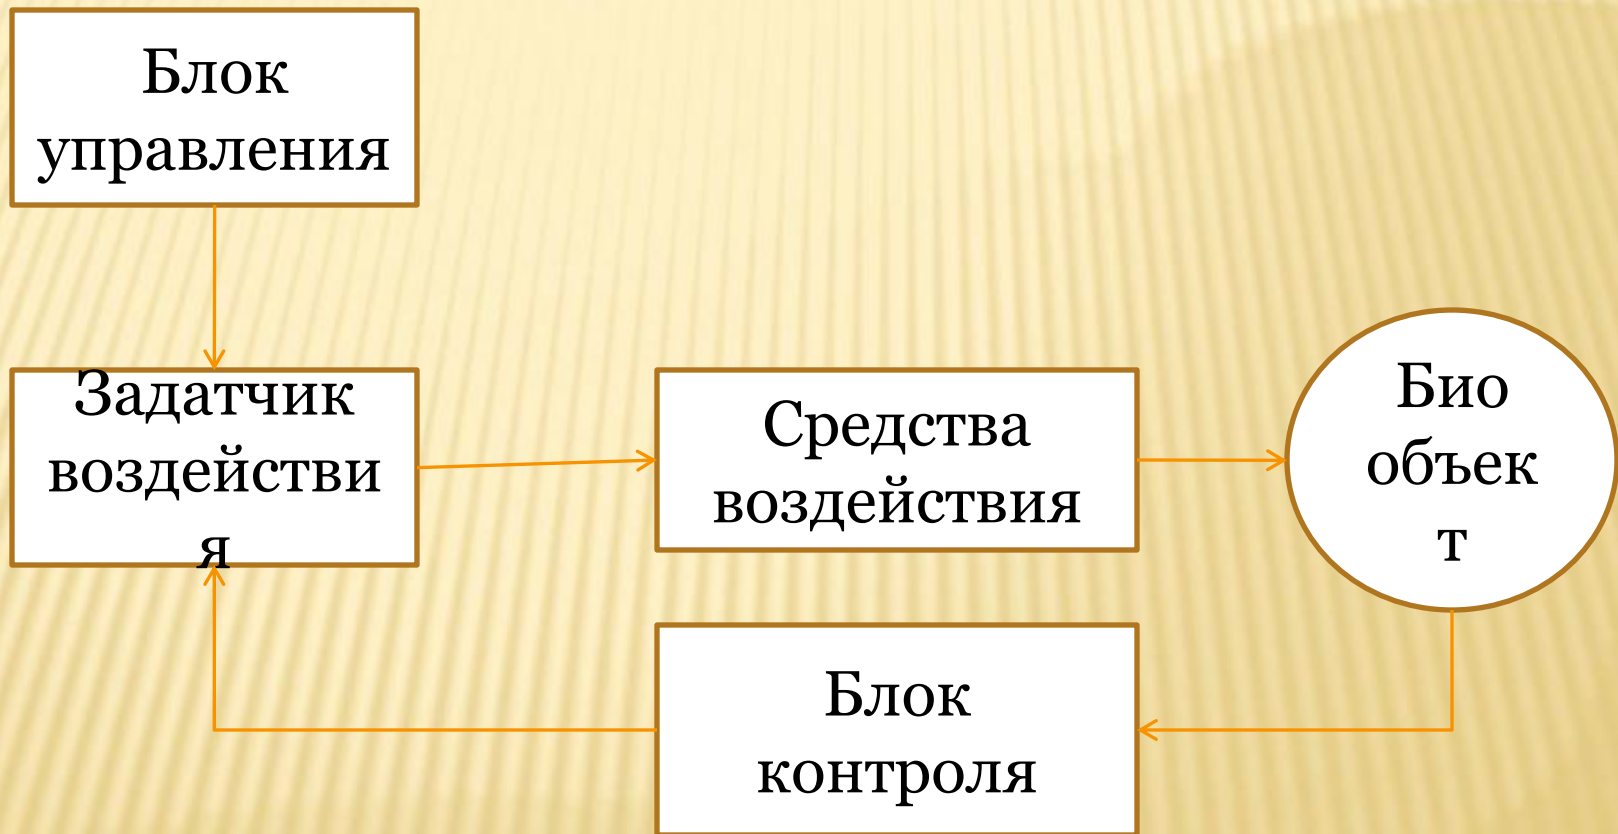 Блок
управления
Задатчик
воздействи
я
Средства
воздействия
Био
объек
т
Блок
контроля